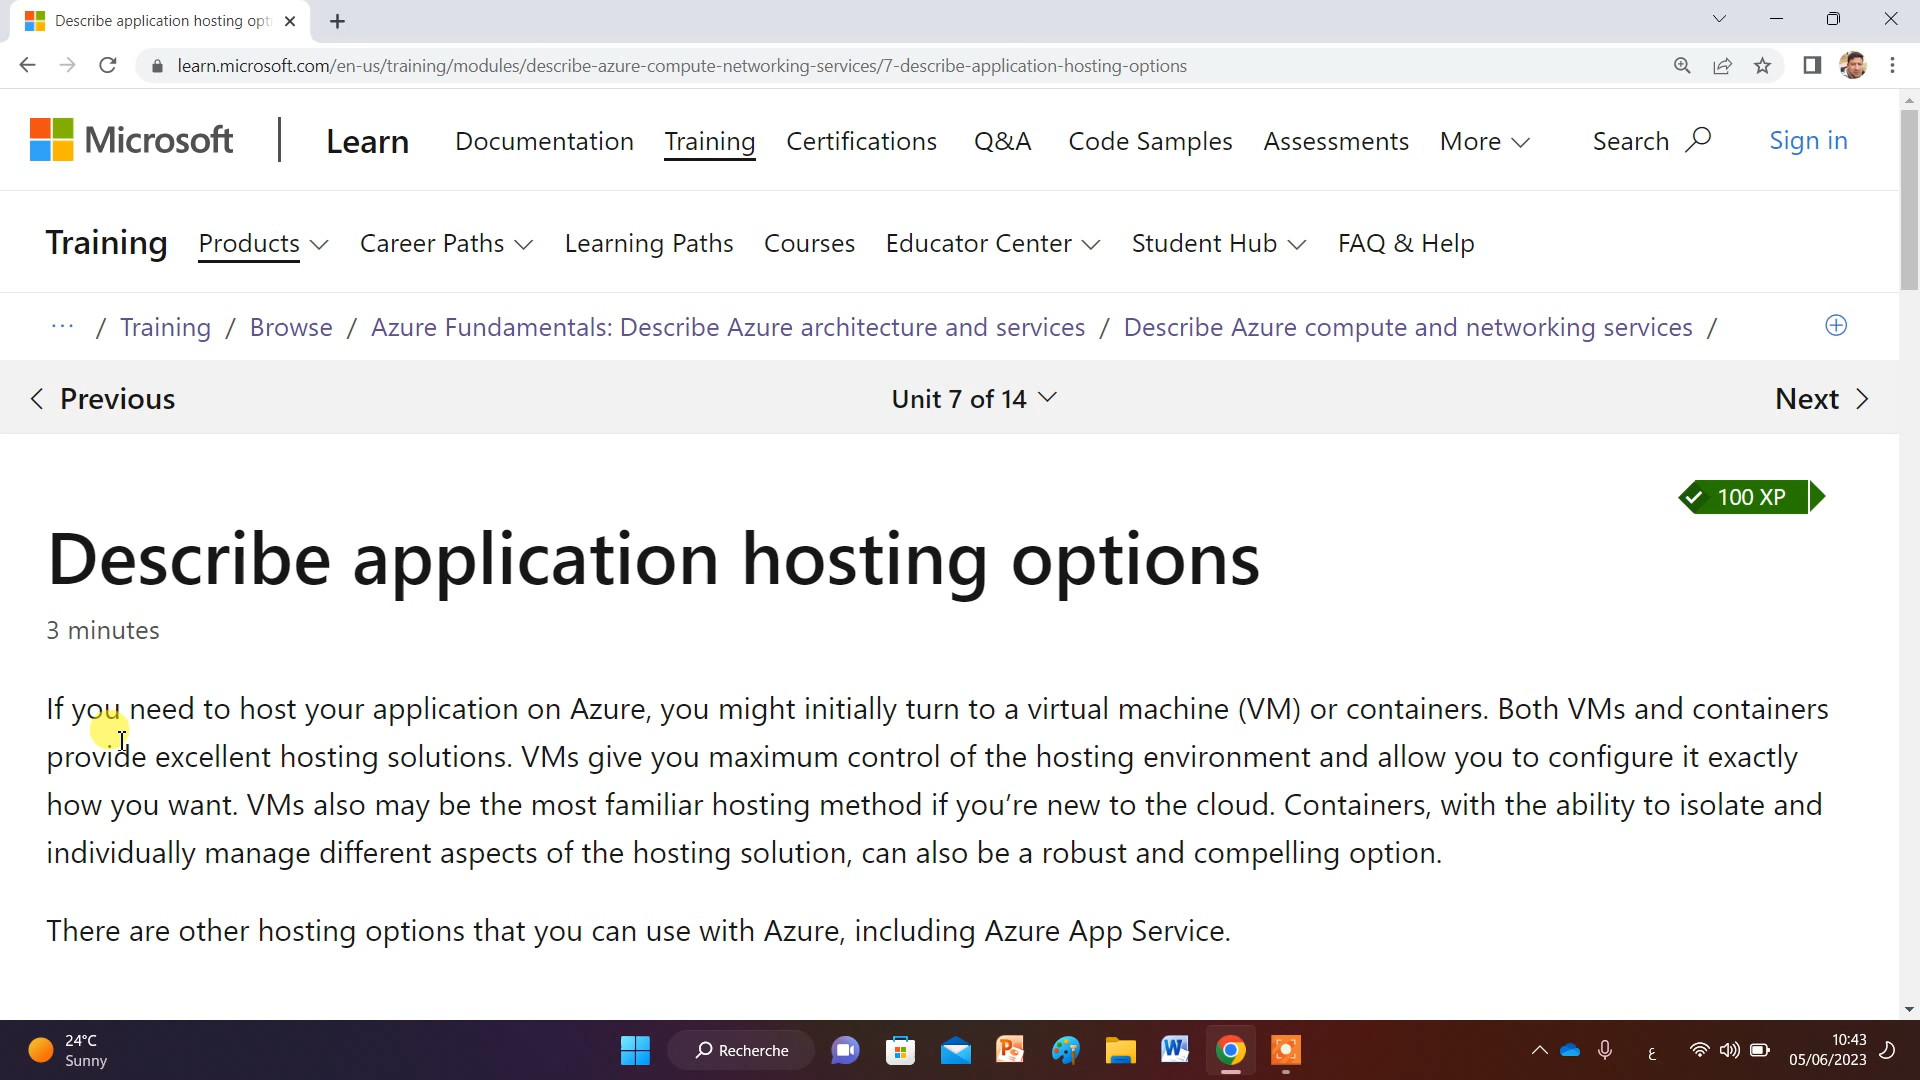 Describe application hosting opt
learn.microsoft.com/en-us/training/modules/describe-azure-compute-networking-services/7-describe-application-hosting-options
Microsoft Learn Documentation Training Certifications Q&A Code Samples Assessments More Search Sign in
Training Products Career Paths Learning Paths Courses Educator Center Student Hub FAQ & Help
··· / Training / Browse / Azure Fundamentals: Describe Azure architecture and services / Describe Azure compute and networking services /
Previous Unit 7 of 14 Next
100 XP
Describe application hosting options
3 minutes
If you need to host your application on Azure, you might initially turn to a virtual machine (VM) or containers. Both VMs and containers
provide excellent hosting solutions. VMs give you maximum control of the hosting environment and allow you to configure it exactly
how you want. VMs also may be the most familiar hosting method if you’re new to the cloud. Containers, with the ability to isolate and
individually manage different aspects of the hosting solution, can also be a robust and compelling option.
There are other hosting options that you can use with Azure, including Azure App Service.
24°C
Sunny
Recherche
ع
10:43
05/06/2023